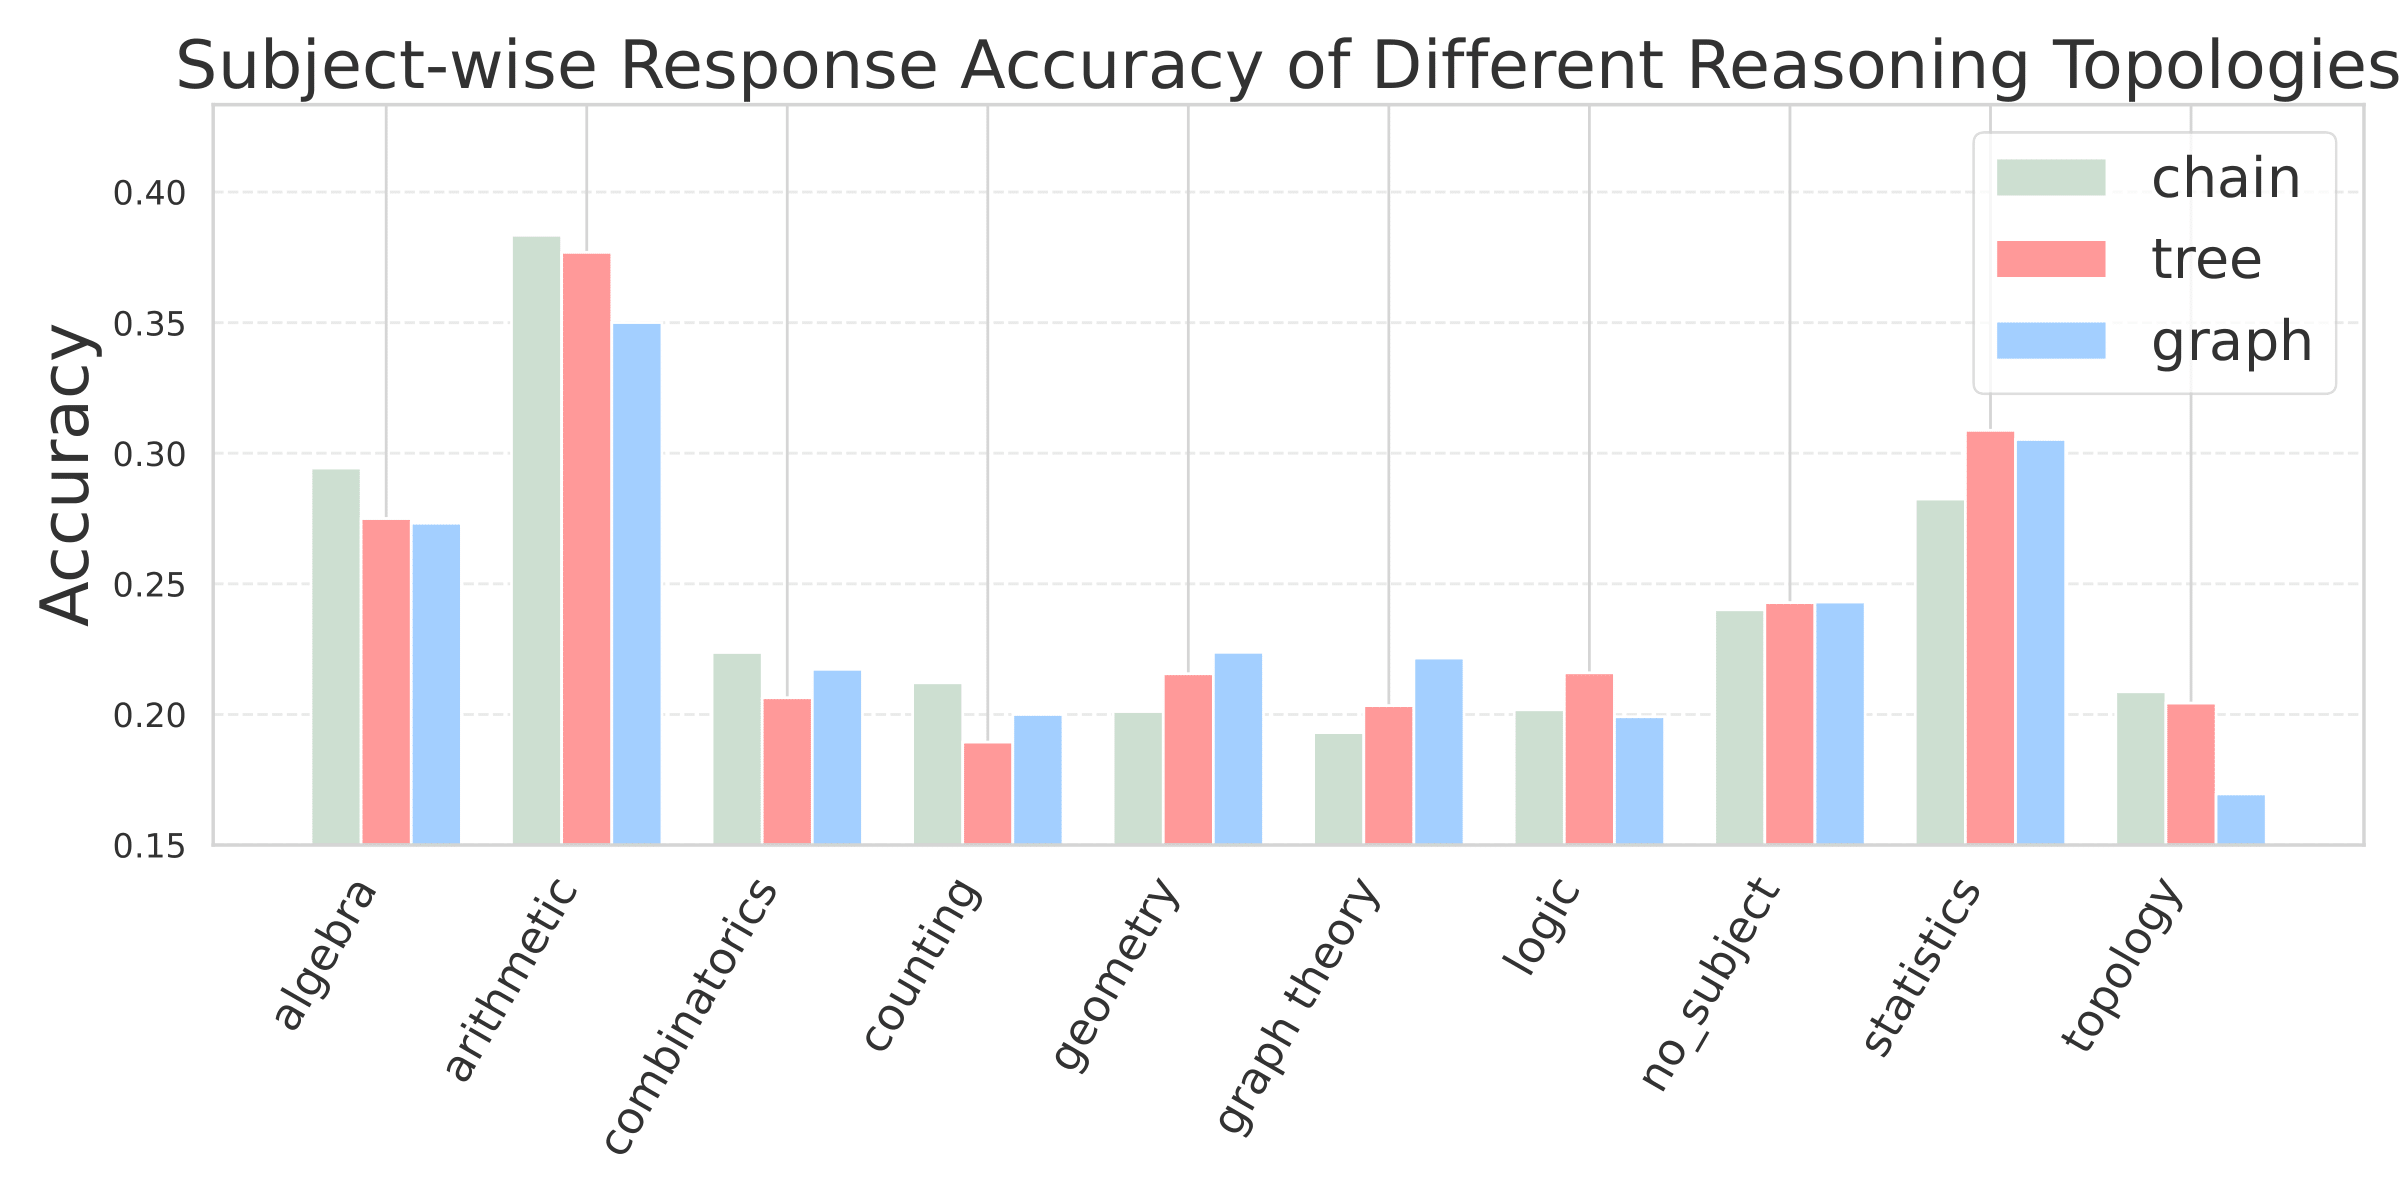 Subject-wise Response Accuracy of Different Reasoning Topologies
Accuracy
0.40
0.35
0.30
0.25
0.20
0.15
chain
tree
graph
algebra
arithmetic
combinatorics
counting
geometry
graph theory
logic
no_subject
statistics
topology